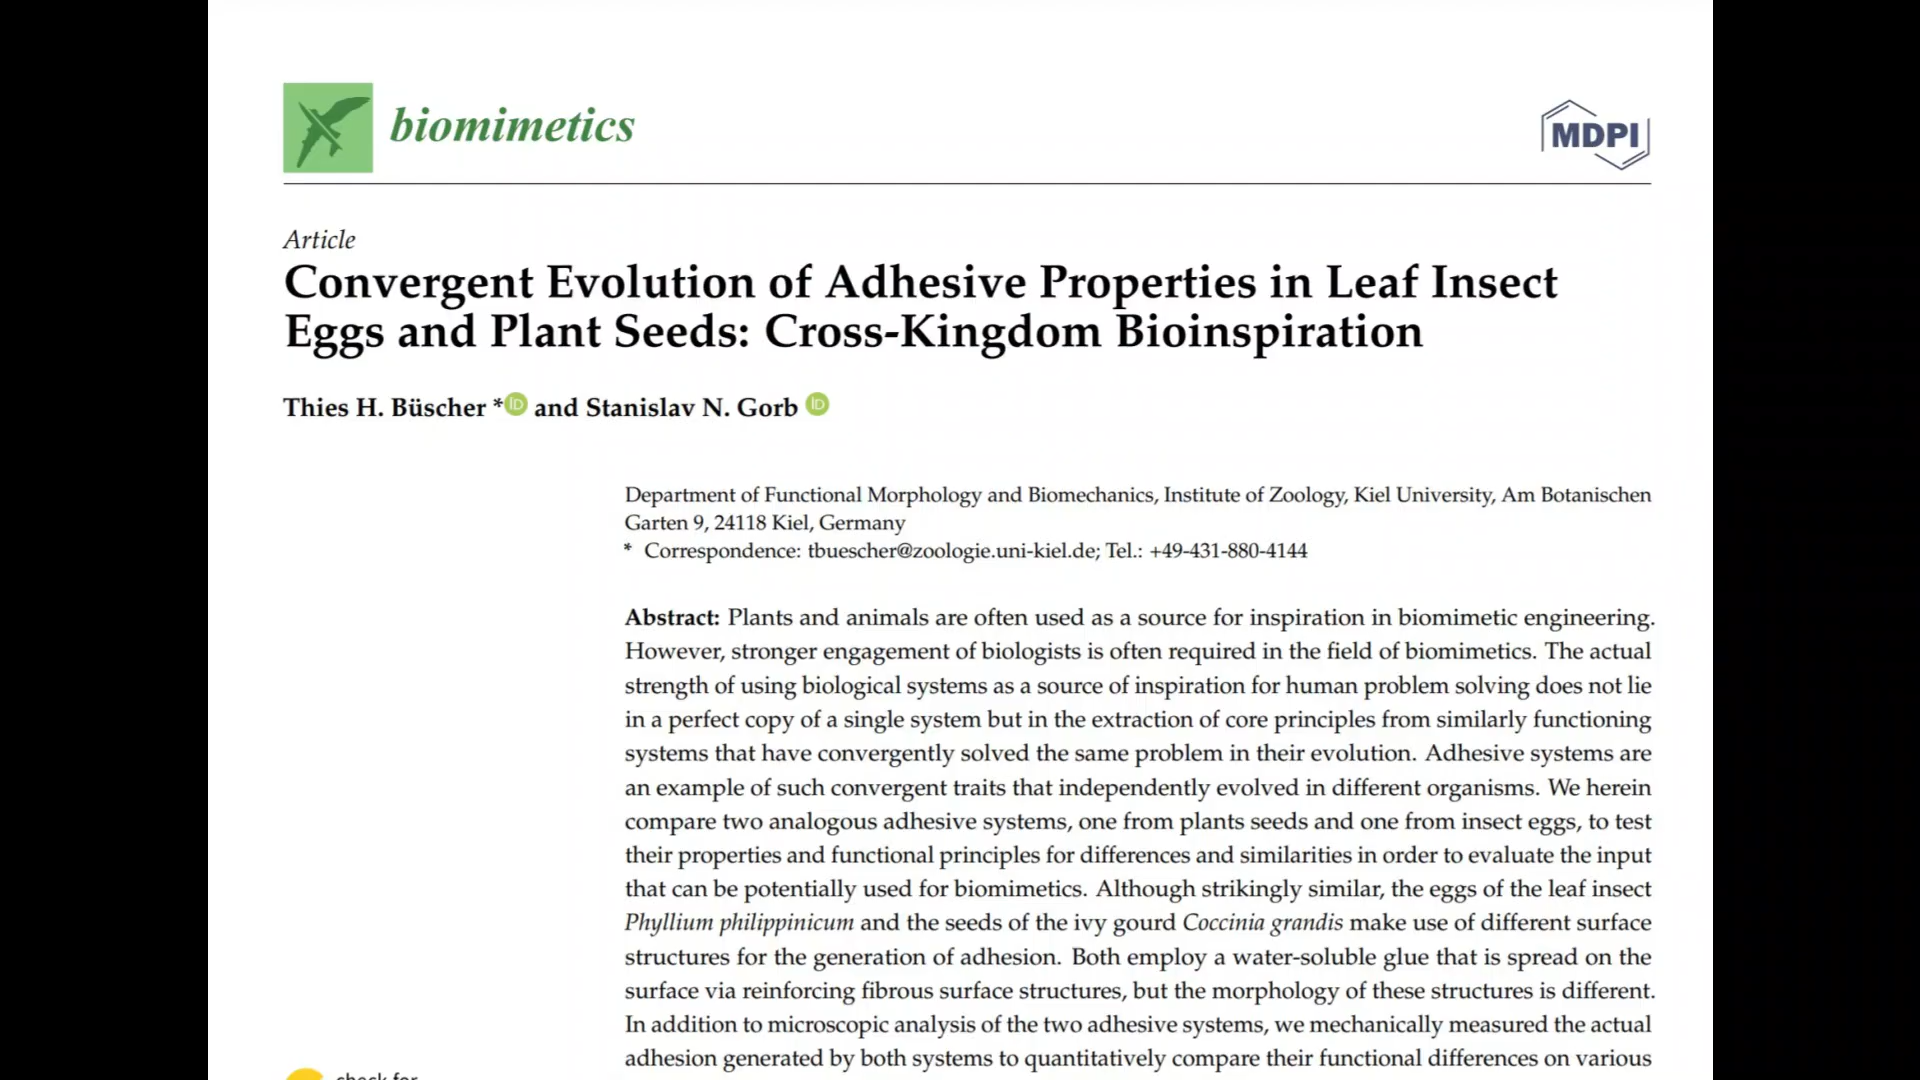 biomimetics
MDPI
Article
Convergent Evolution of Adhesive Properties in Leaf Insect
Eggs and Plant Seeds: Cross-Kingdom Bioinspiration
Thies H. Büscher * iD and Stanislav N. Gorb iD
Department of Functional Morphology and Biomechanics, Institute of Zoology, Kiel University, Am Botanischen
Garten 9, 24118 Kiel, Germany
* Correspondence: tbuescher@zoologie.uni-kiel.de; Tel.: +49-431-880-4144
Abstract: Plants and animals are often used as a source for inspiration in biomimetic engineering.
However, stronger engagement of biologists is often required in the field of biomimetics. The actual
strength of using biological systems as a source of inspiration for human problem solving does not lie
in a perfect copy of a single system but in the extraction of core principles from similarly functioning
systems that have convergently solved the same problem in their evolution. Adhesive systems are
an example of such convergent traits that independently evolved in different organisms. We herein
compare two analogous adhesive systems, one from plants seeds and one from insect eggs, to test
their properties and functional principles for differences and similarities in order to evaluate the input
that can be potentially used for biomimetics. Although strikingly similar, the eggs of the leaf insect
Phyllium philippinicum and the seeds of the ivy gourd Coccinia grandis make use of different surface
structures for the generation of adhesion. Both employ a water-soluble glue that is spread on the
surface via reinforcing fibrous surface structures, but the morphology of these structures is different.
In addition to microscopic analysis of the two adhesive systems, we mechanically measured the actual
adhesion generated by both systems to quantitatively compare their functional differences on various
check for